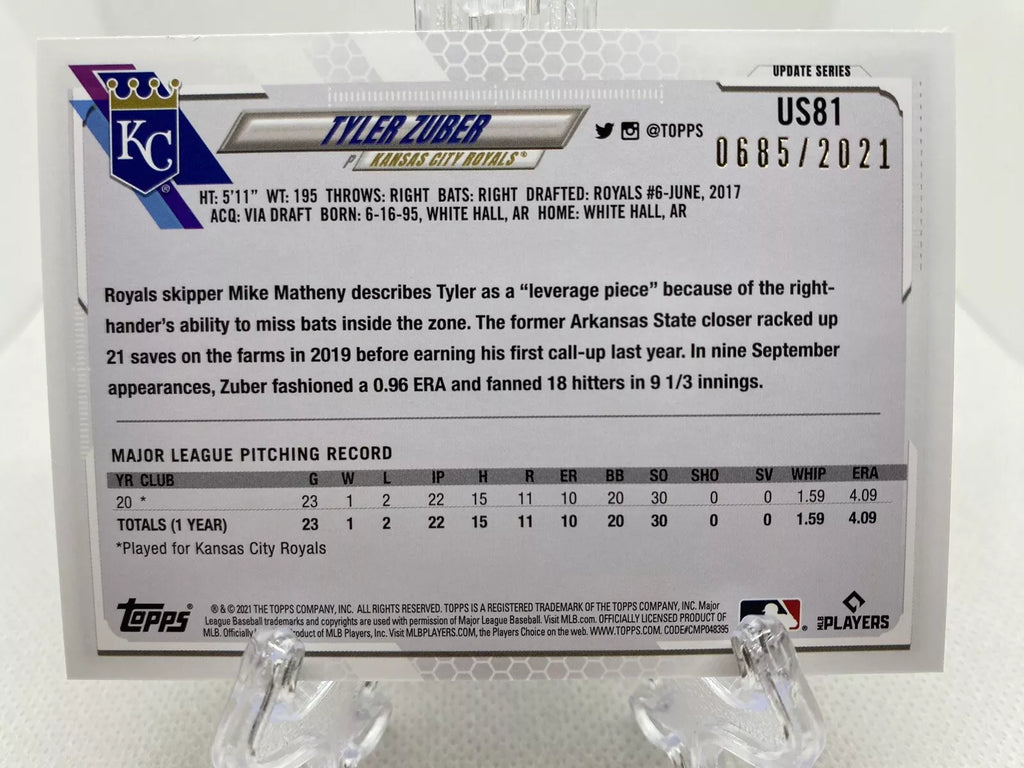 UPDATE SERIES
KC
TYLER ZUBER
P KANSAS CITY ROYALS®
@TOPPS
US81
0685/2021
HT: 5'11" WT: 195 THROWS: RIGHT BATS: RIGHT DRAFTED: ROYALS #6-JUNE, 2017
ACQ: VIA DRAFT BORN: 6-16-95, WHITE HALL, AR HOME: WHITE HALL, AR
Royals skipper Mike Matheny describes Tyler as a “leverage piece” because of the right-
hander's ability to miss bats inside the zone. The former Arkansas State closer racked up
21 saves on the farms in 2019 before earning his first call-up last year. In nine September
appearances, Zuber fashioned a 0.96 ERA and fanned 18 hitters in 9 1/3 innings.
MAJOR LEAGUE PITCHING RECORD
YR CLUB G W L IP H R ER BB SO SHO SV WHIP ERA
20 * 23 1 2 22 15 11 10 20 30 0 0 1.59 4.09
TOTALS (1 YEAR) 23 1 2 22 15 11 10 20 30 0 0 1.59 4.09
*Played for Kansas City Royals
Topps®
® & © 2021 THE TOPPS COMPANY, INC. ALL RIGHTS RESERVED. TOPPS IS A REGISTERED TRADEMARK OF THE TOPPS COMPANY, INC. Major
League Baseball trademarks and copyrights are used with permission of Major League Baseball. Visit MLB.com. OFFICIALLY LICENSED PRODUCT OF
MLB. Officially product of MLB Players, Inc. Visit MLBPLAYERS.COM, the Players Choice on the web. WWW.TOPPS.COM. CODE#CMP048395
MLB PLAYERS